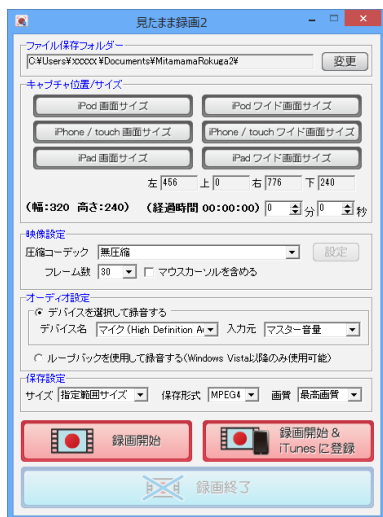 見たまま録画2
ファイル保存フォルダー
C:¥Users¥xxxxx¥Documents¥MitamamaRokuga2¥ 変更
キャプチャ位置/サイズ
iPod 画面サイズ iPod ワイド画面サイズ
iPhone / touch 画面サイズ iPhone / touch ワイド画面サイズ
iPad 画面サイズ iPad ワイド画面サイズ
左 456 上 0 右 776 下 240
(幅:320 高さ:240) (経過時間 00:00:00) 0 分 0 秒
映像設定
圧縮コーデック 無圧縮 設定
フレーム数 30 マウスカーソルを含める
オーディオ設定
デバイスを選択して録音する
デバイス名 マイク (High Definition Au 入力元 マスター音量
ループバックを使用して録音する(Windows Vista以降のみ使用可能)
保存設定
サイズ 指定範囲サイズ 保存形式 MPEG4 画質 最高画質
録画開始
録画開始 &
iTunes に登録
録画終了